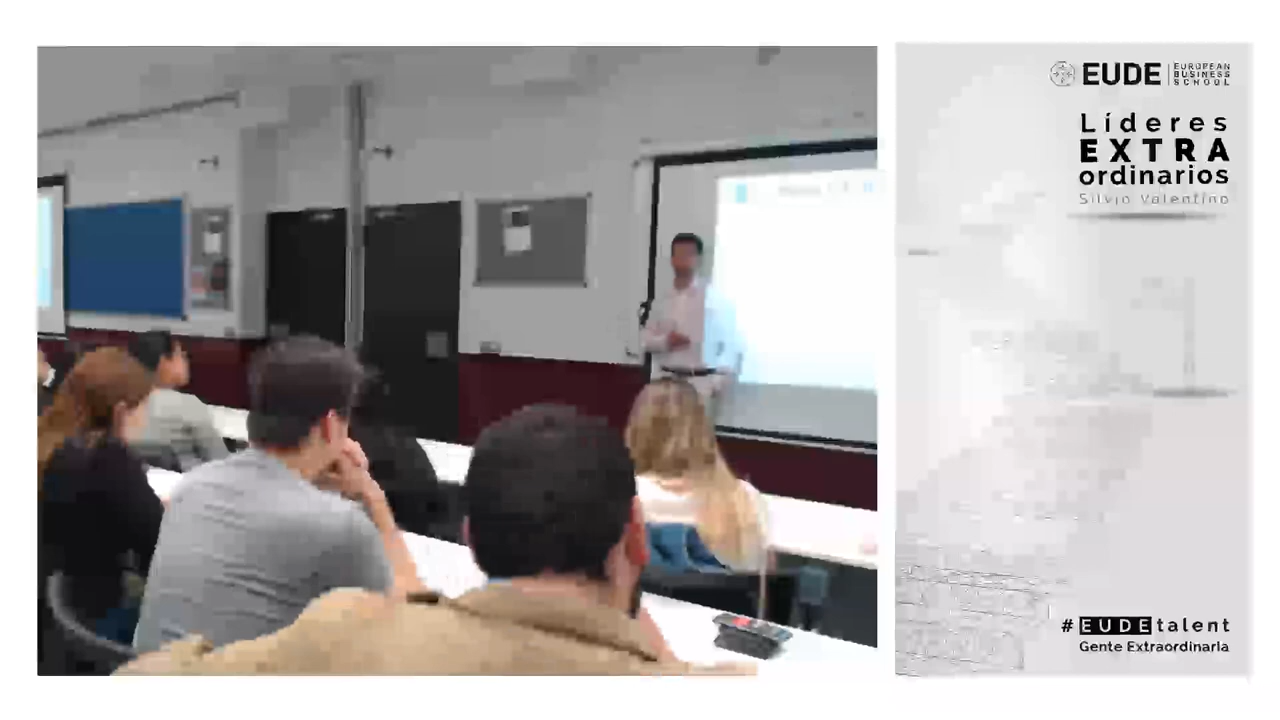 EUDE
EUROPEAN
BUSINESS
SCHOOL
Líderes
EXTRA
ordinarios
Silvio Valentino
#EUDEtalent
Gente Extraordinaria